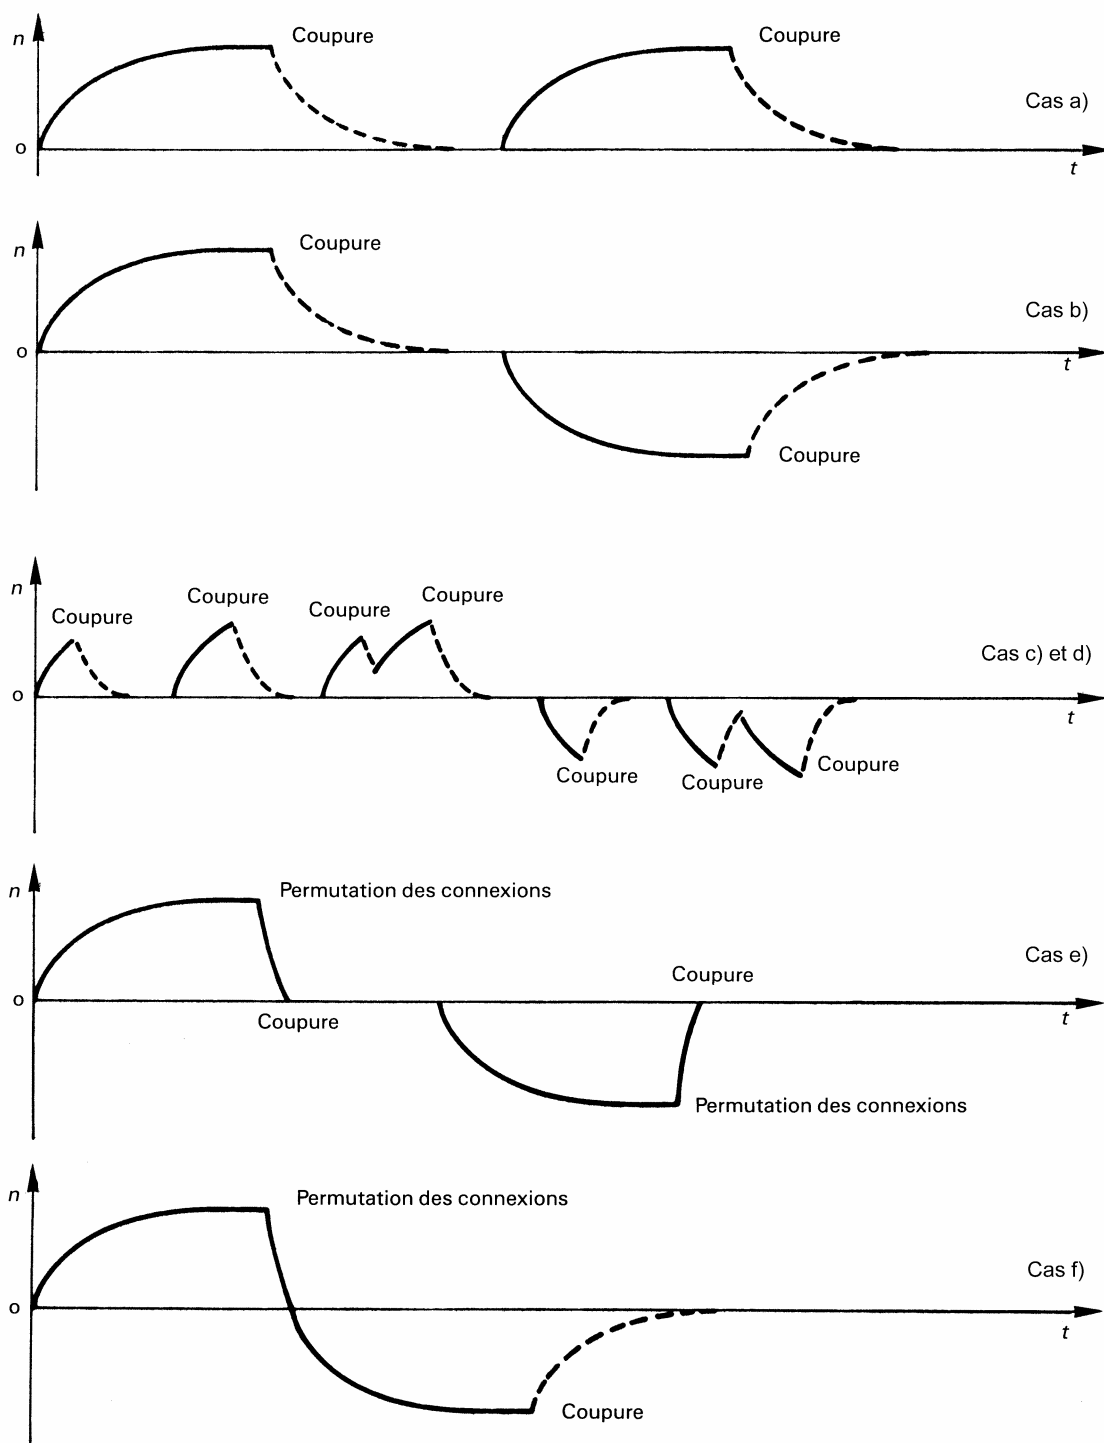 n
Coupure
Coupure
Cas a)
o
t
n
Coupure
Cas b)
o
t
Coupure
n
Coupure
Coupure
Coupure
Coupure
Cas c) et d)
o
t
Coupure
Coupure
Coupure
n
Permutation des connexions
Cas e)
Coupure
o
Coupure
t
Permutation des connexions
n
Permutation des connexions
Cas f)
o
t
Coupure